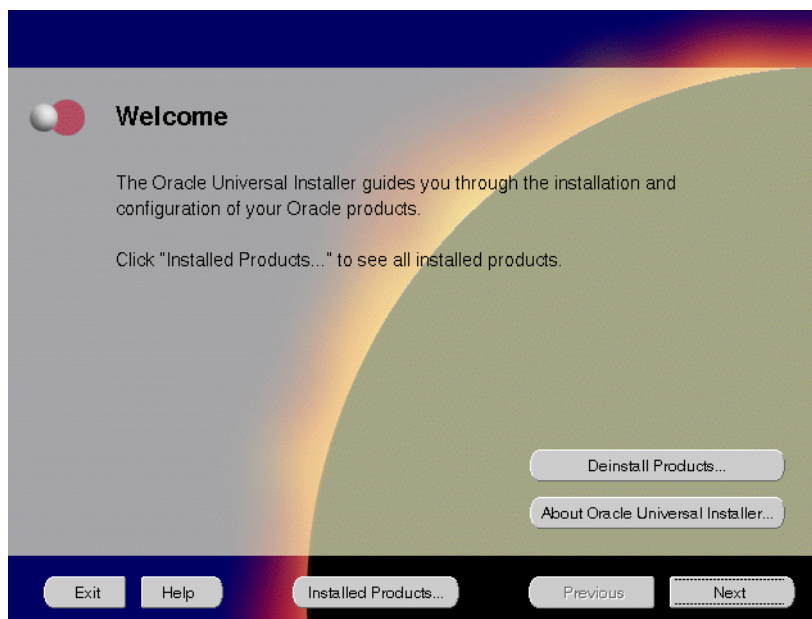 Welcome
The Oracle Universal Installer guides you through the installation and
configuration of your Oracle products.
Click "Installed Products..." to see all installed products.
Deinstall Products...
About Oracle Universal Installer...
Exit Help Installed Products... Previous Next